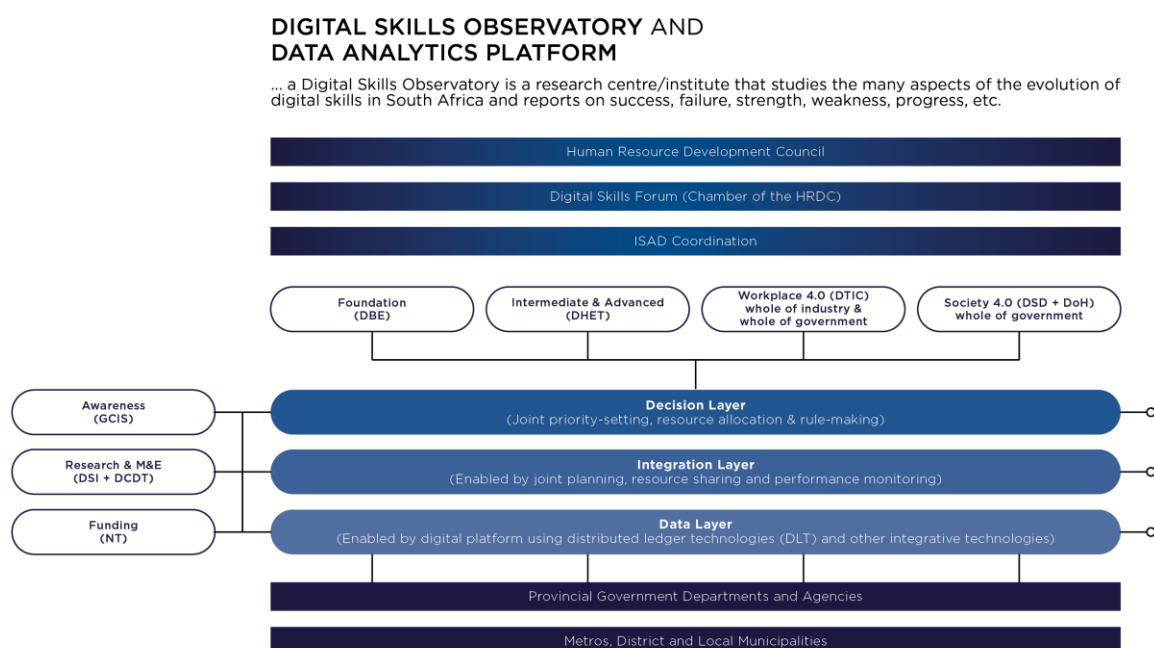 DIGITAL SKILLS OBSERVATORY AND
DATA ANALYTICS PLATFORM
... a Digital Skills Observatory is a research centre/institute that studies the many aspects of the evolution of
digital skills in South Africa and reports on success, failure, strength, weakness, progress, etc.
Human Resource Development Council
Digital Skills Forum (Chamber of the HRDC)
ISAD Coordination
Foundation
(DBE)
Intermediate & Advanced
(DHET)
Workplace 4.0 (DTIC)
whole of industry &
whole of government
Society 4.0 (DSD + DoH)
whole of government
Awareness
(GCIS)
Decision Layer
(Joint priority-setting, resource allocation & rule-making)
Research & M&E
(DSI + DCDT)
Integration Layer
(Enabled by joint planning, resource sharing and performance monitoring)
Funding
(NT)
Data Layer
(Enabled by digital platform using distributed ledger technologies (DLT) and other integrative technologies)
Provincial Government Departments and Agencies
Metros, District and Local Municipalities